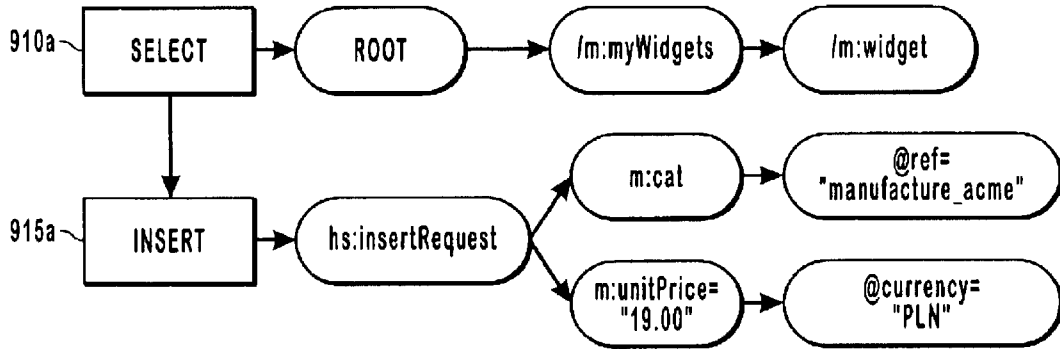 910a
SELECT
ROOT
/m:myWidgets
/m:widget
m:cat
@ref=
"manufacture_acme"
915a
INSERT
hs:insertRequest
m:unitPrice=
"19.00"
@currency=
"PLN"